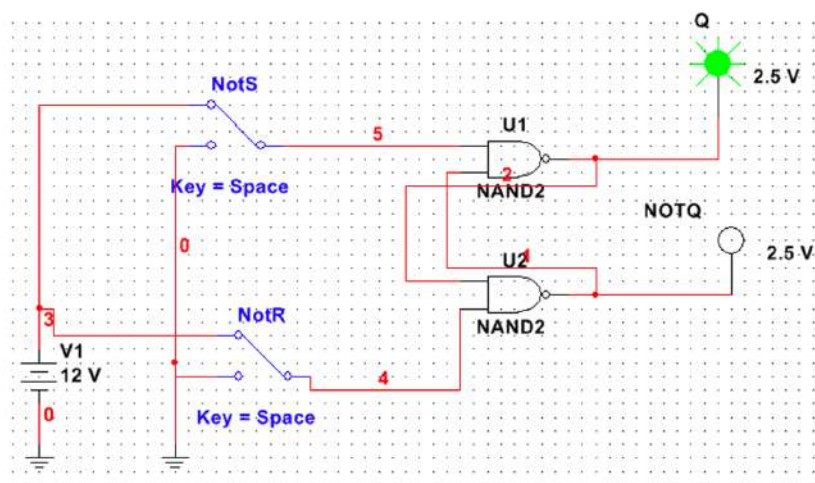 Q
2.5 V
NotS
5
U1
2
Key = Space
NAND2
NOTQ
0
2.5 V
1
U2
NotR
3
NAND2
V1
12 V
4
0
Key = Space